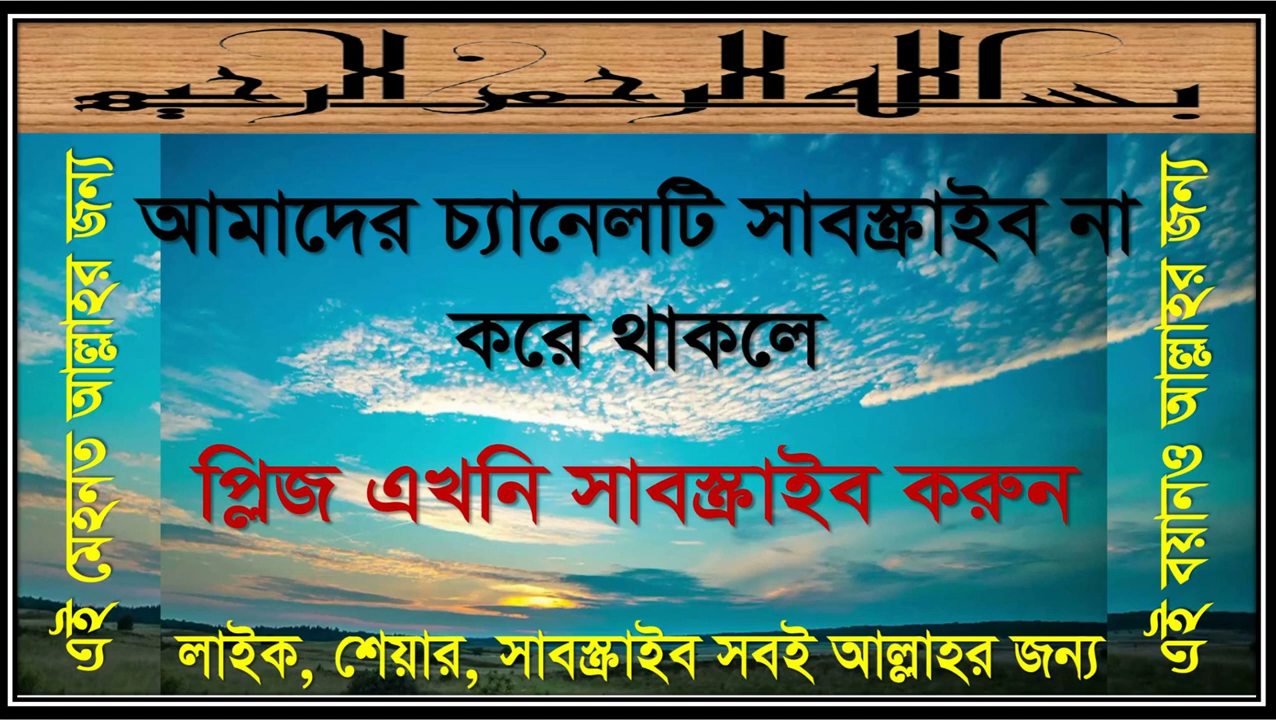 بسم الله الرحمن الرحيم
আমাদের চ্যানেলটি সাবস্ক্রাইব না
করে থাকলে
প্লিজ এখনি সাবস্ক্রাইব করুন
লাইক, শেয়ার, সাবস্ক্রাইব সবই আল্লাহর জন্য
এই মেহনত আল্লাহর জন্য
এই বয়ানও আল্লাহর জন্য